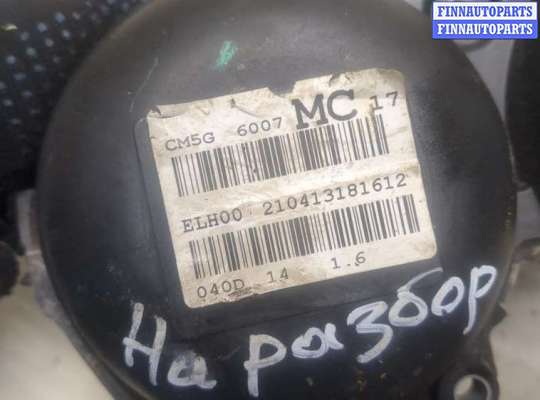 FINNAUTOPARTS
FINNAUTOPARTS
CM5G 6007 MC 17
ELH00 210413181612
040D 14 1.6
На разбор